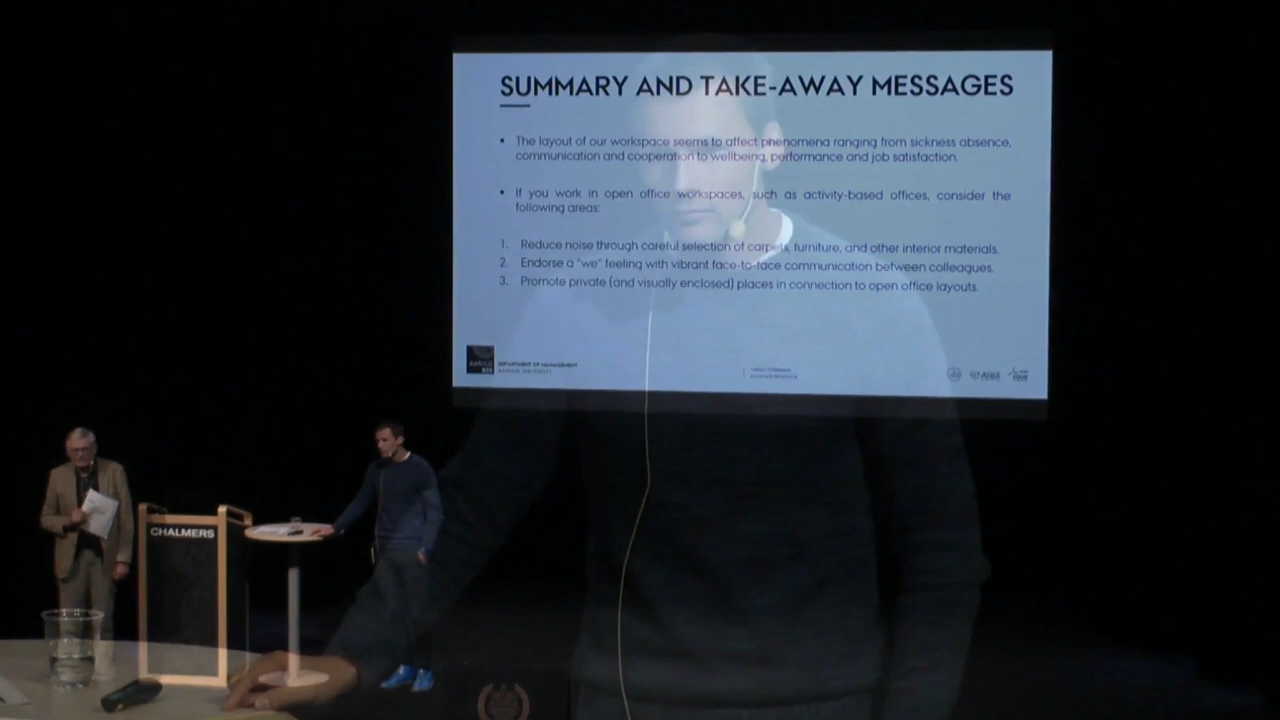 SUMMARY AND TAKE-AWAY MESSAGES
• The layout of our workspace seems to affect phenomena ranging from sickness absence,
communication and cooperation to wellbeing, performance and job satisfaction.
• If you work in open office workspaces, such as activity-based offices, consider the
following areas:
1. Reduce noise through careful selection of carpets, furniture, and other interior materials.
2. Endorse a "we" feeling with vibrant face-to-face communication between colleagues.
3. Promote private (and visually enclosed) places in connection to open office layouts.
AARHUS
BSS
DEPARTMENT OF MANAGEMENT
AARHUS UNIVERSITY
CHALMERS